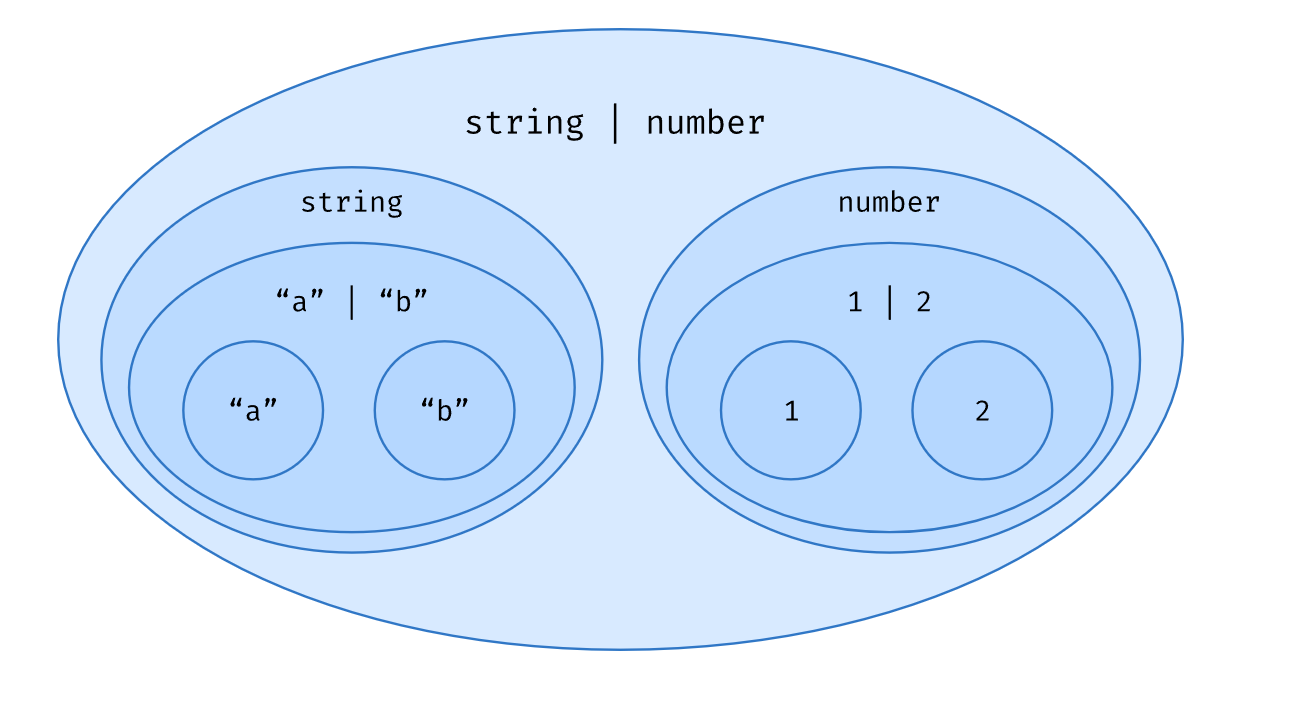 string | number
string
number
“a” | “b”
1 | 2
“a”
“b”
1
2